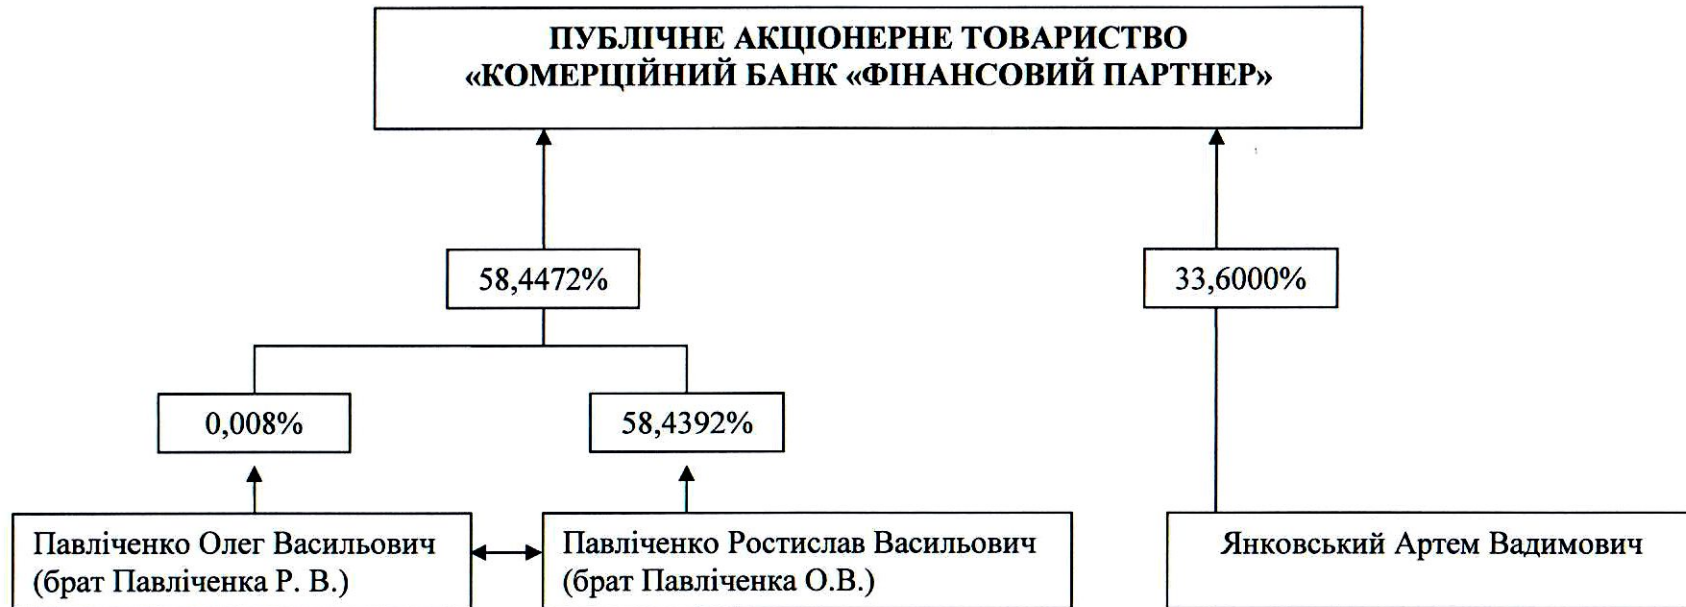 ПУБЛІЧНЕ АКЦІОНЕРНЕ ТОВАРИСТВО
«КОМЕРЦІЙНИЙ БАНК «ФІНАНСОВИЙ ПАРТНЕР»
58,4472%
33,6000%
0,008%
58,4392%
Павліченко Олег Васильович
(брат Павліченка Р. В.)
Павліченко Ростислав Васильович
(брат Павліченка О.В.)
Янковський Артем Вадимович